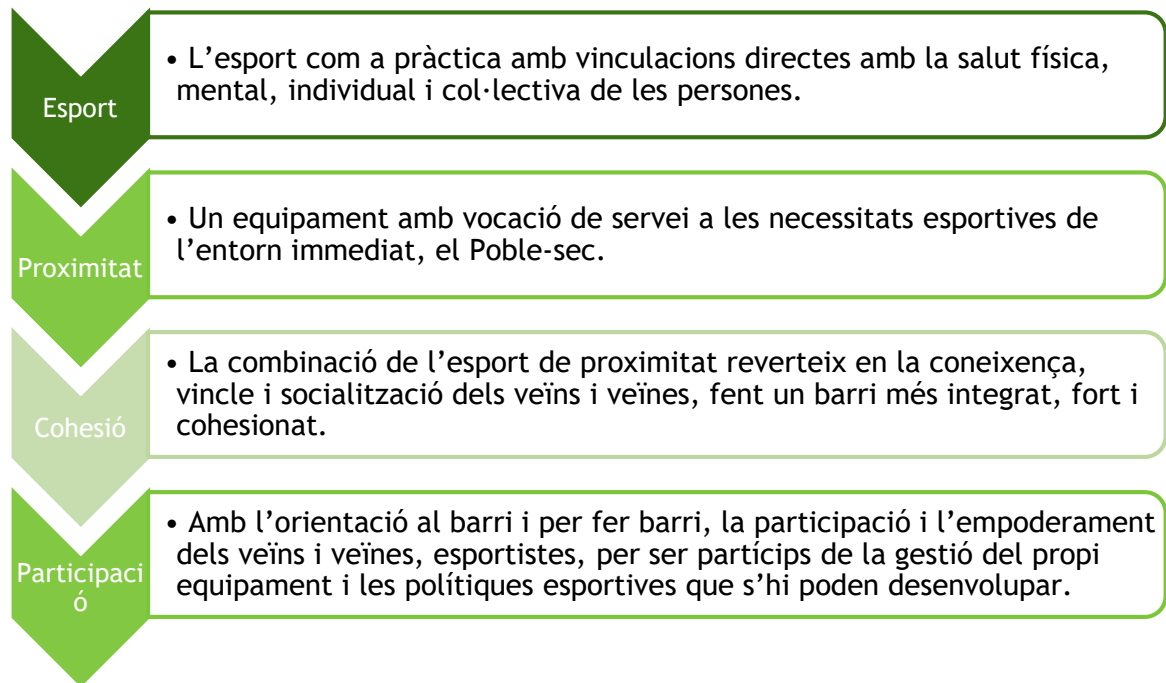 Esport
• L’esport com a pràctica amb vinculacions directes amb la salut física,
mental, individual i col·lectiva de les persones.
Proximitat
• Un equipament amb vocació de servei a les necessitats esportives de
l’entorn immediat, el Poble-sec.
Cohesió
• La combinació de l’esport de proximitat reverteix en la coneixença,
vincle i socialització dels veïns i veïnes, fent un barri més integrat, fort i
cohesionat.
Participaci
ó
• Amb l’orientació al barri i per fer barri, la participació i l’empoderament
dels veïns i veïnes, esportistes, per ser partícips de la gestió del propi
equipament i les polítiques esportives que s’hi poden desenvolupar.